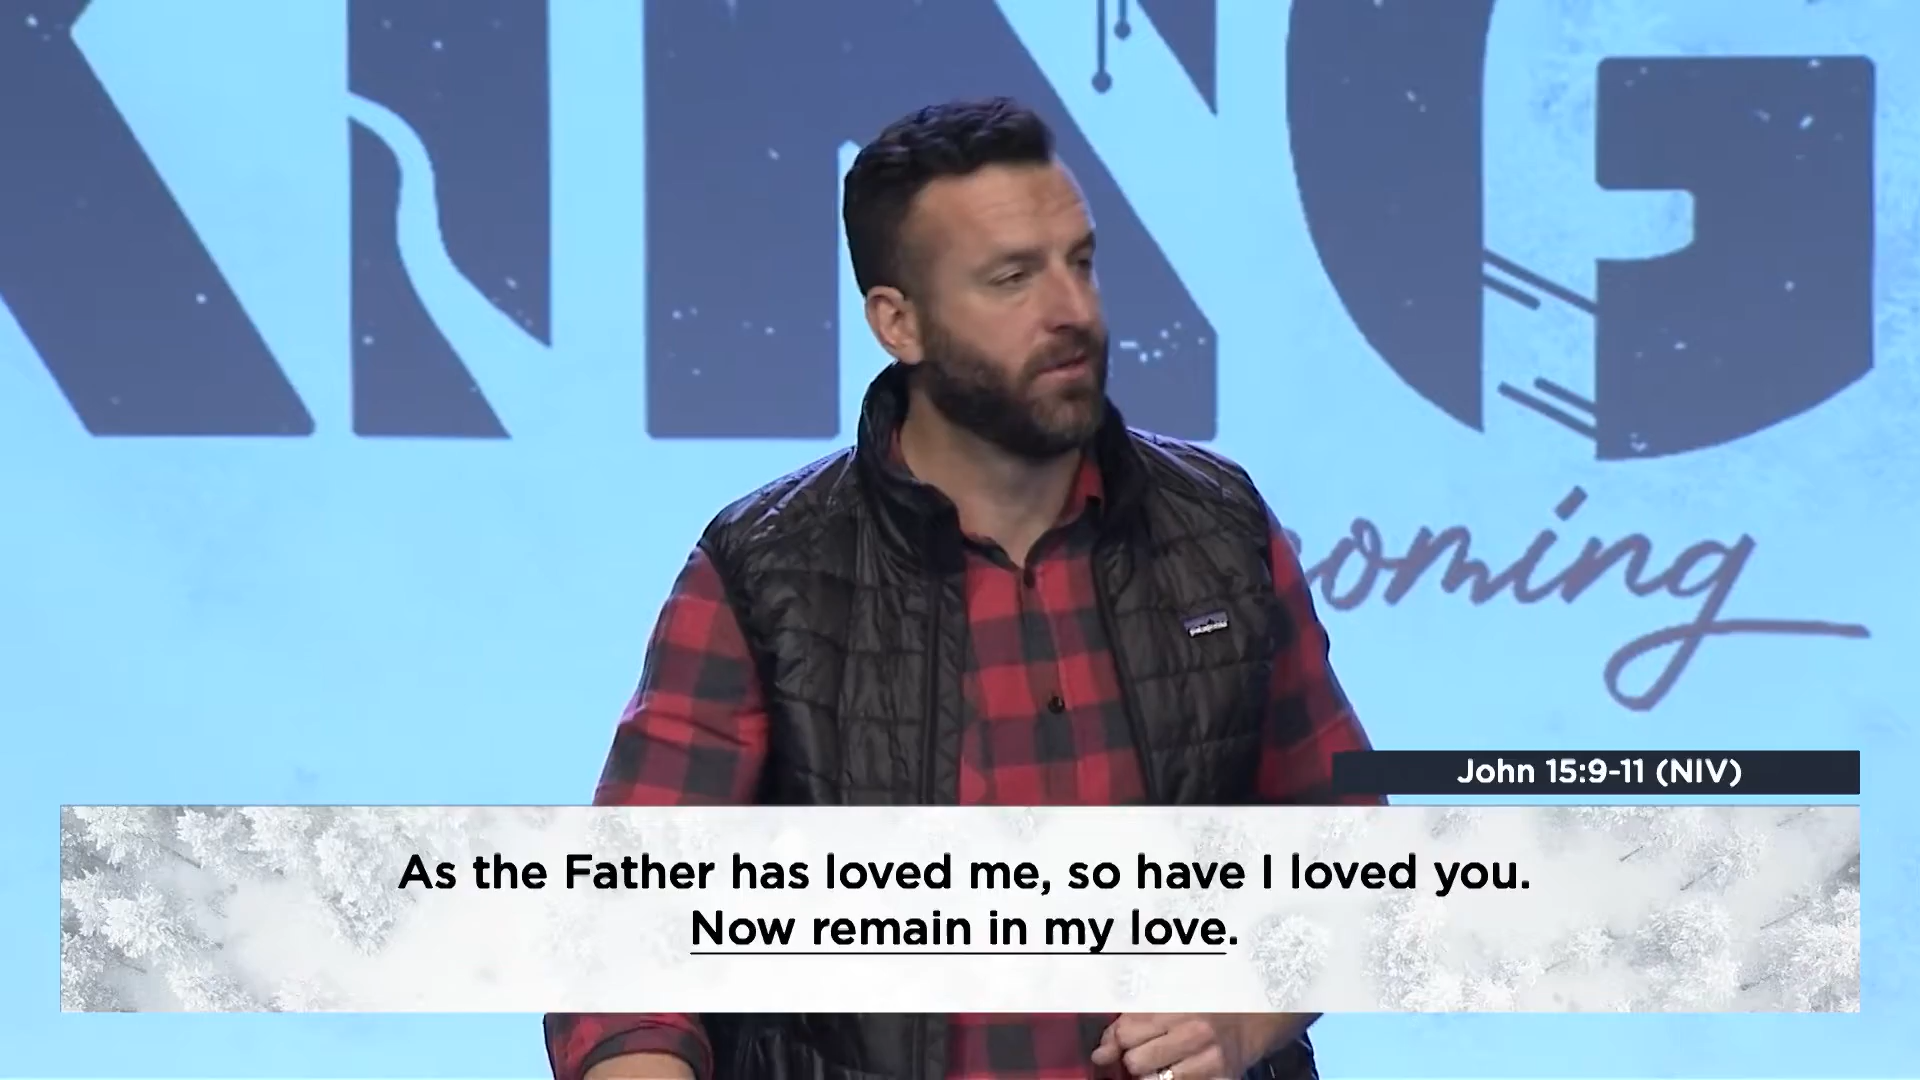 KING
coming
patagonia
John 15:9-11 (NIV)
As the Father has loved me, so have I loved you.
Now remain in my love.